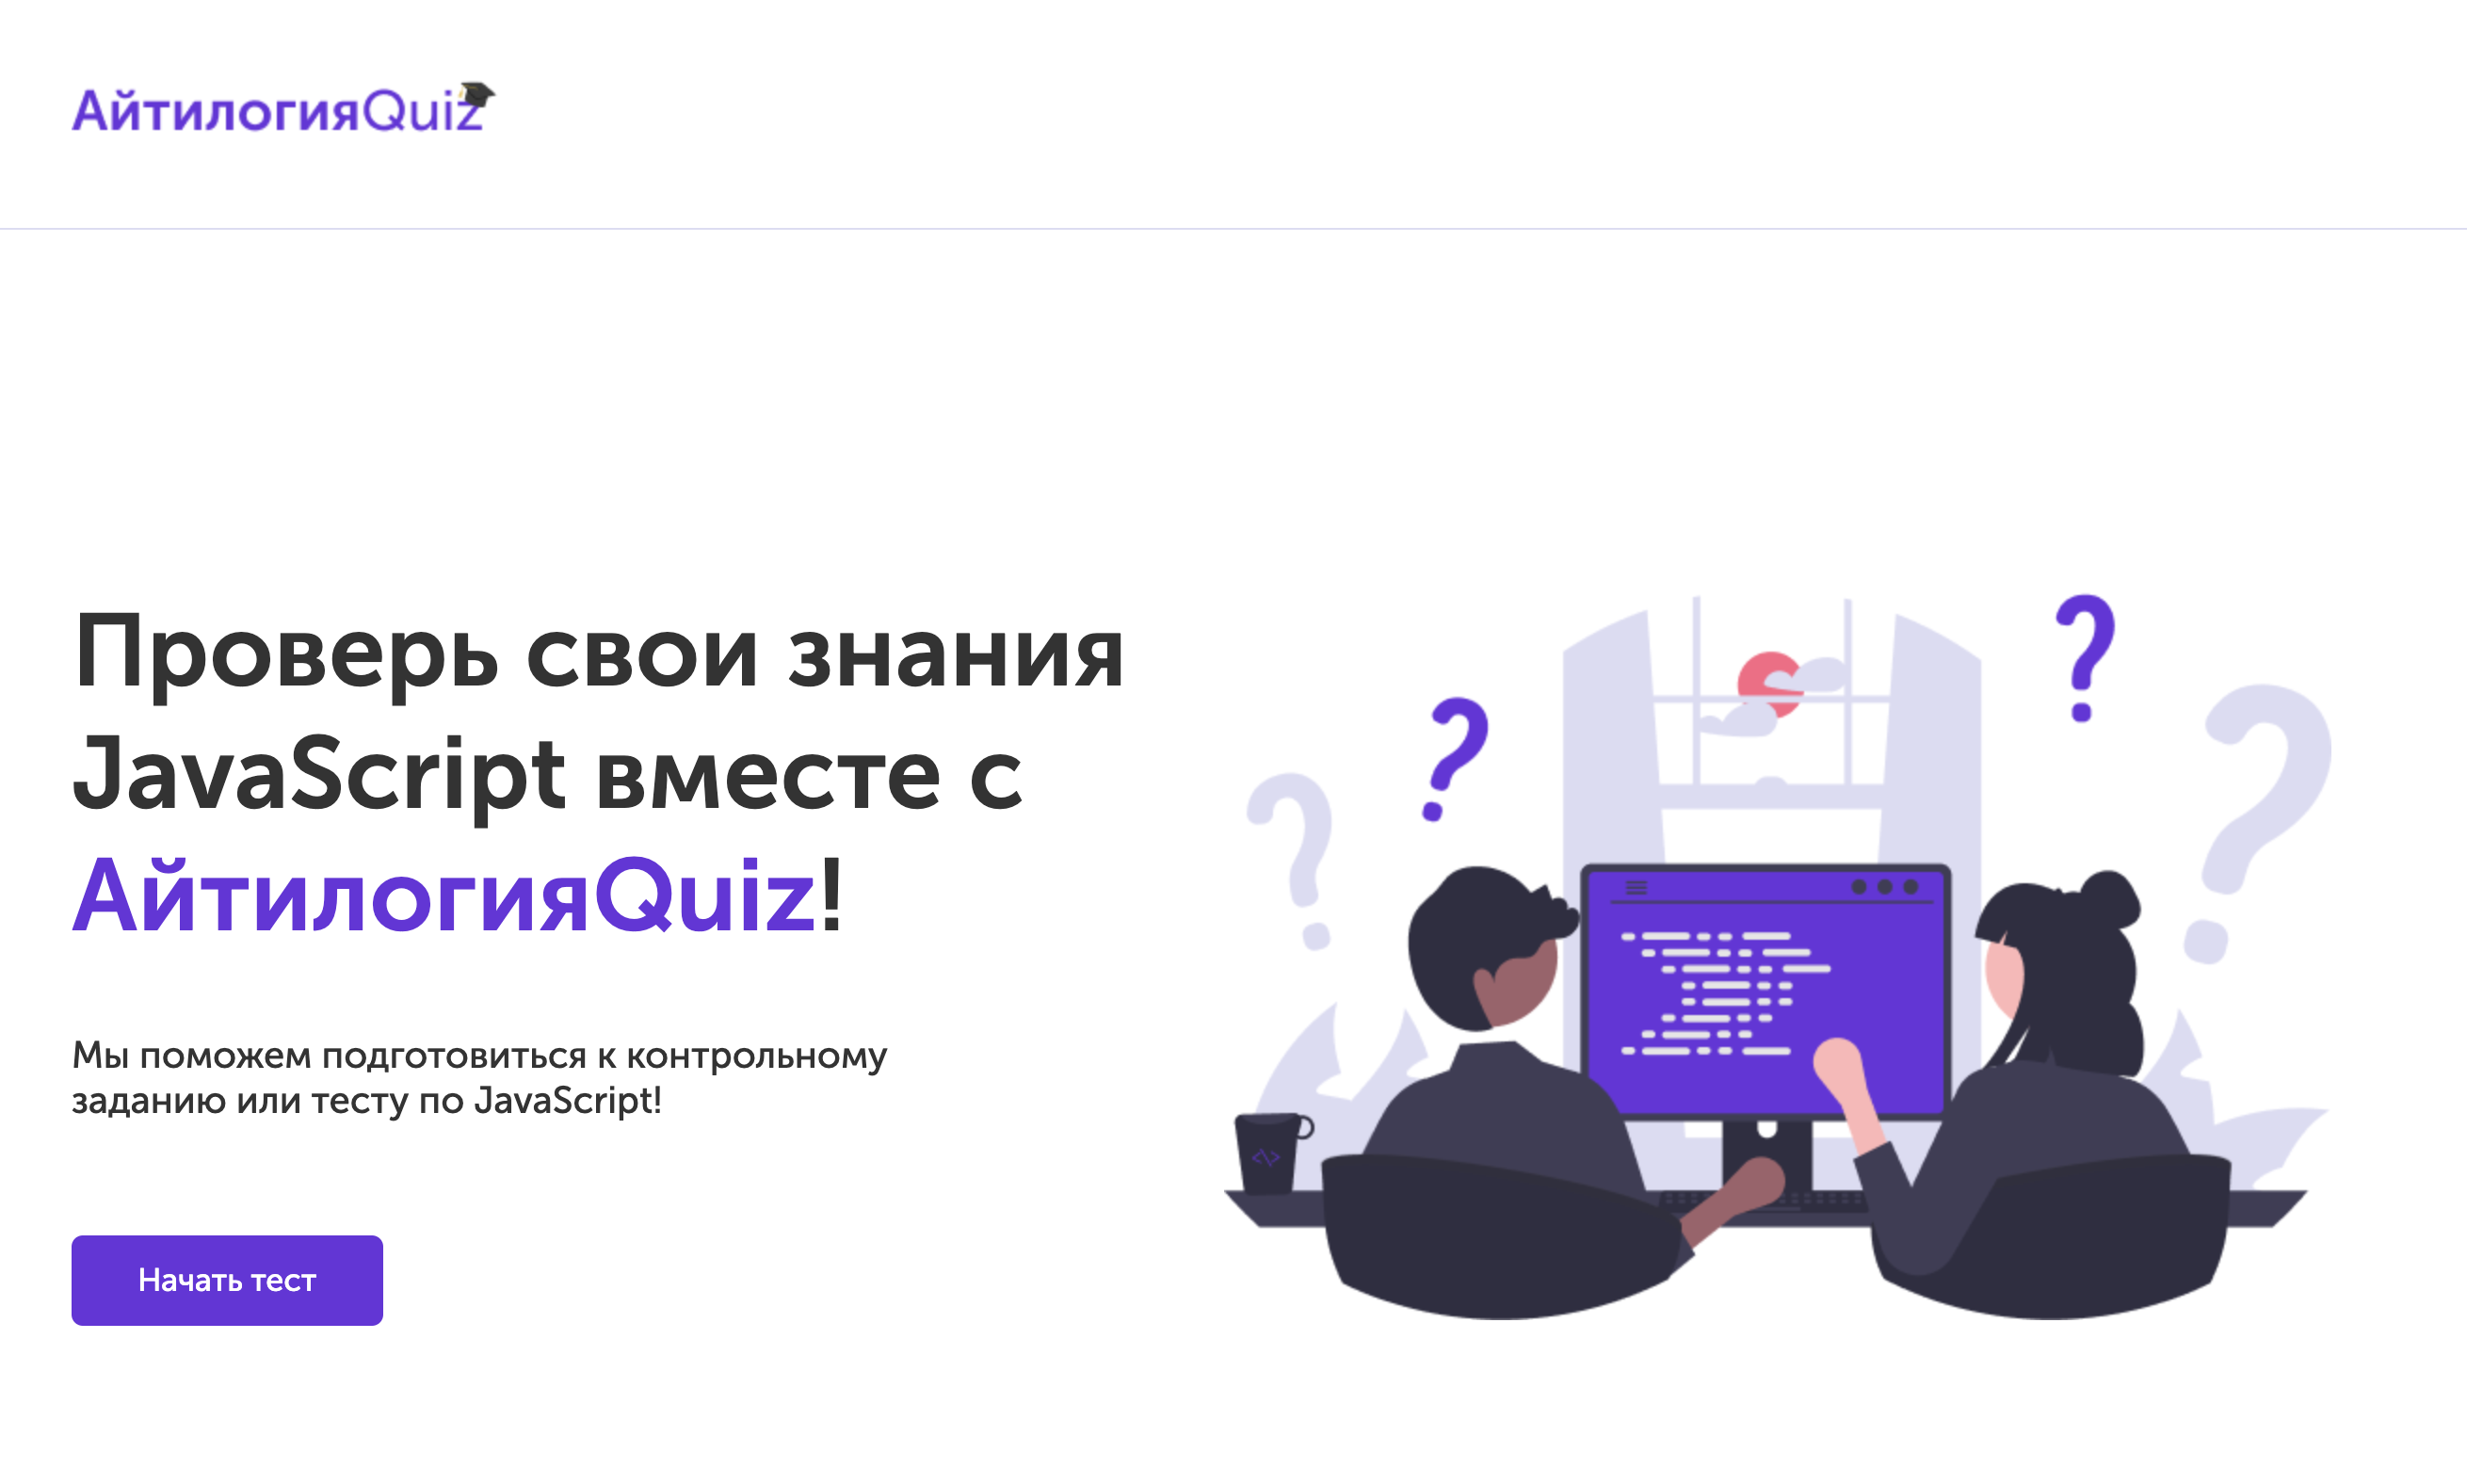 АйтилогияQuiz
Проверь свои знания
JavaScript вместе с
АйтилогияQuiz!
Мы поможем подготовиться к контрольному
заданию или тесту по JavaScript!
Начать тест